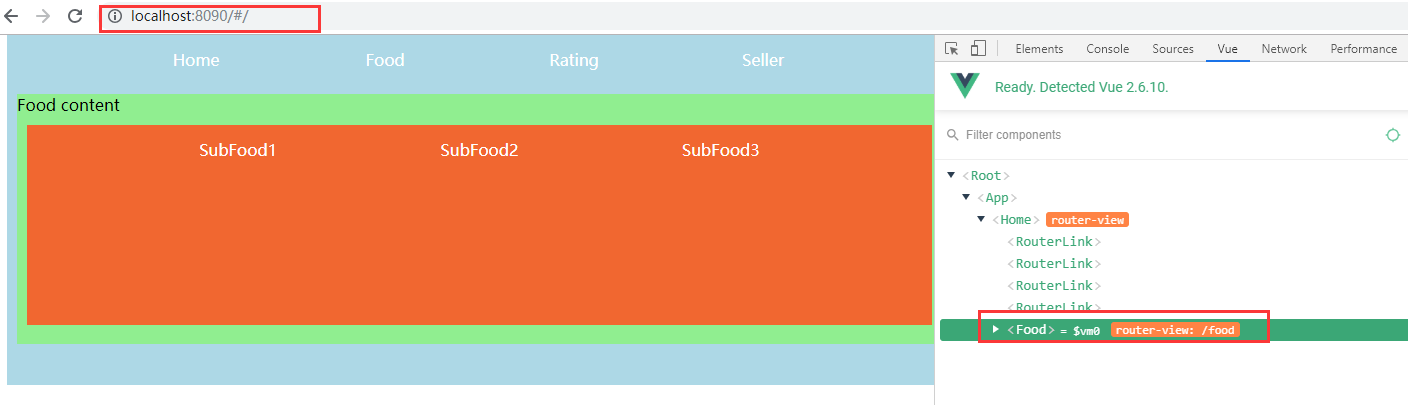 localhost:8090/#/
Elements Console Sources Vue Network Performance
Home Food Rating Seller
Ready. Detected Vue 2.6.10.
Food content
Filter components
SubFood1 SubFood2 SubFood3
<Root>
<App>
<Home> router-view
<RouterLink>
<RouterLink>
<RouterLink>
<RouterLink>
<Food> = $vm0 router-view: /food